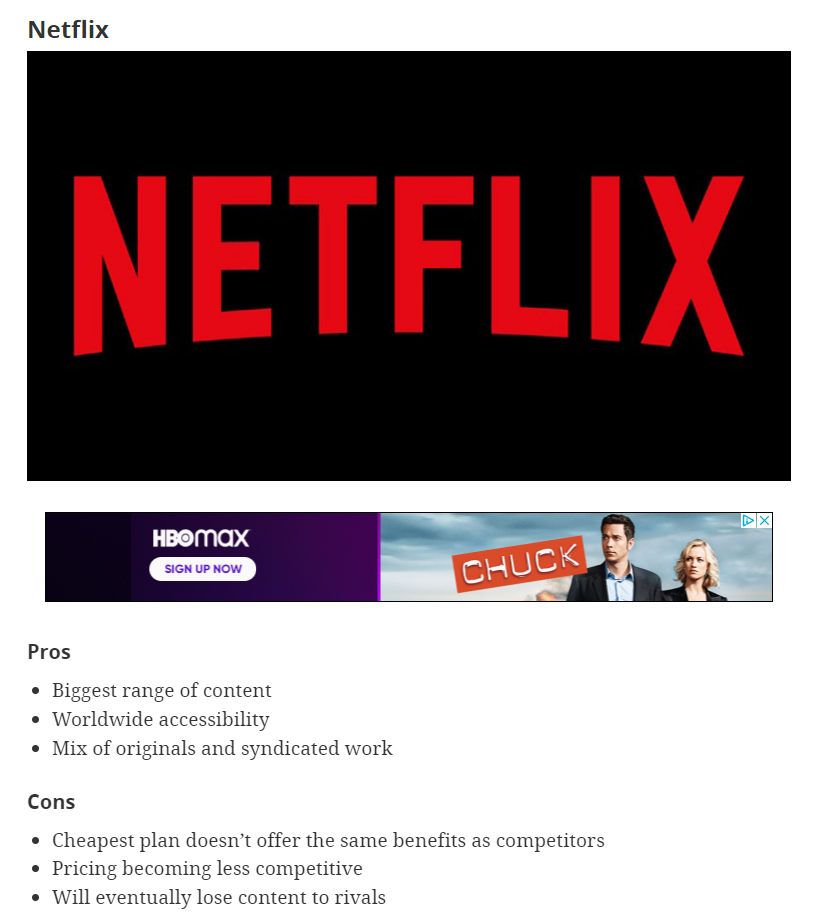 Netflix
NETFLIX
HBOmax
SIGN UP NOW
CHUCK
Pros
Biggest range of content
Worldwide accessibility
Mix of originals and syndicated work
Cons
Cheapest plan doesn’t offer the same benefits as competitors
Pricing becoming less competitive
Will eventually lose content to rivals